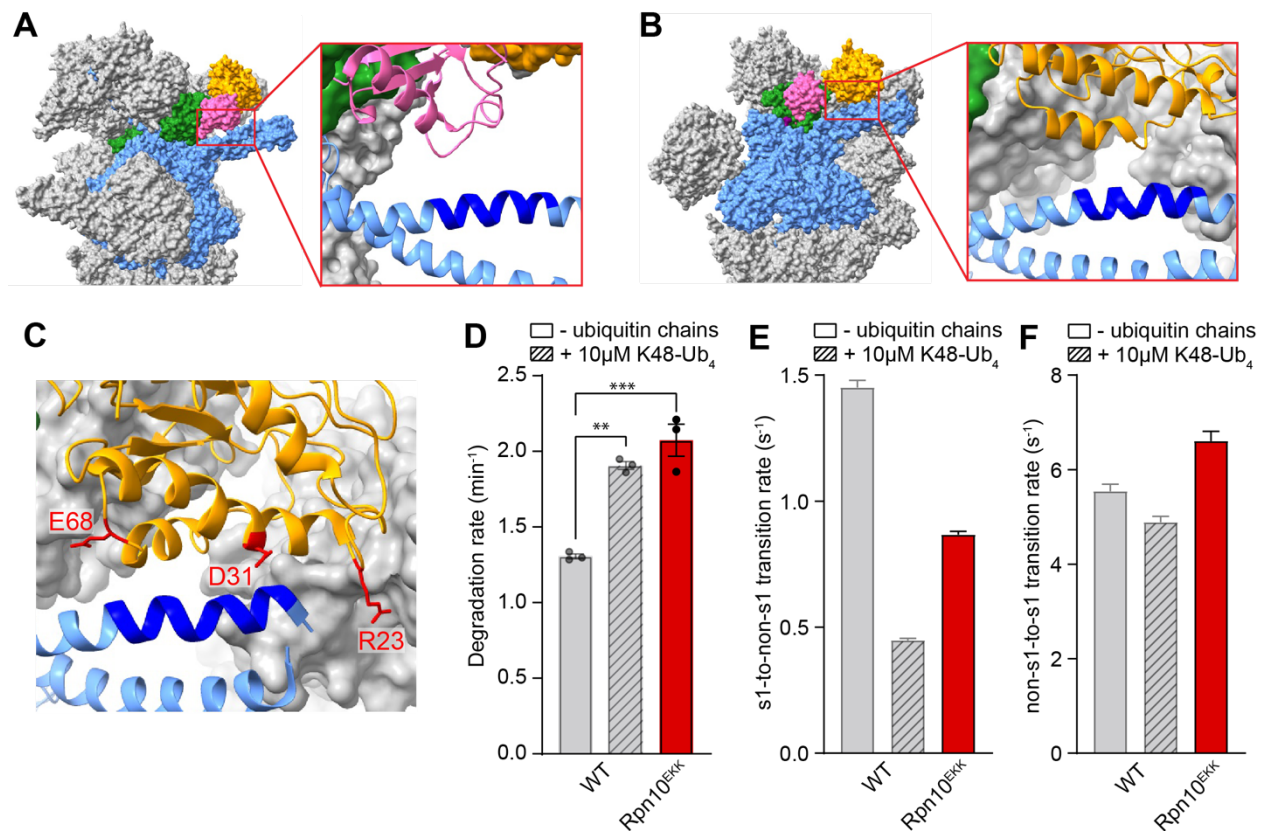 A
B
C
E68
D31
R23
D
- ubiquitin chains
+ 10μM K48-Ub4
Degradation rate (min-1)
2.5
2.0
1.5
1.0
0.5
0.0
***
**
WT
Rpn10EKK
E
- ubiquitin chains
+ 10μM K48-Ub4
s1-to-non-s1 transition rate (s-1)
1.5
1.0
0.5
0.0
WT
Rpn10EKK
F
- ubiquitin chains
+ 10μM K48-Ub4
non-s1-to-s1 transition rate (s-1)
8
6
4
2
0
WT
Rpn10EKK